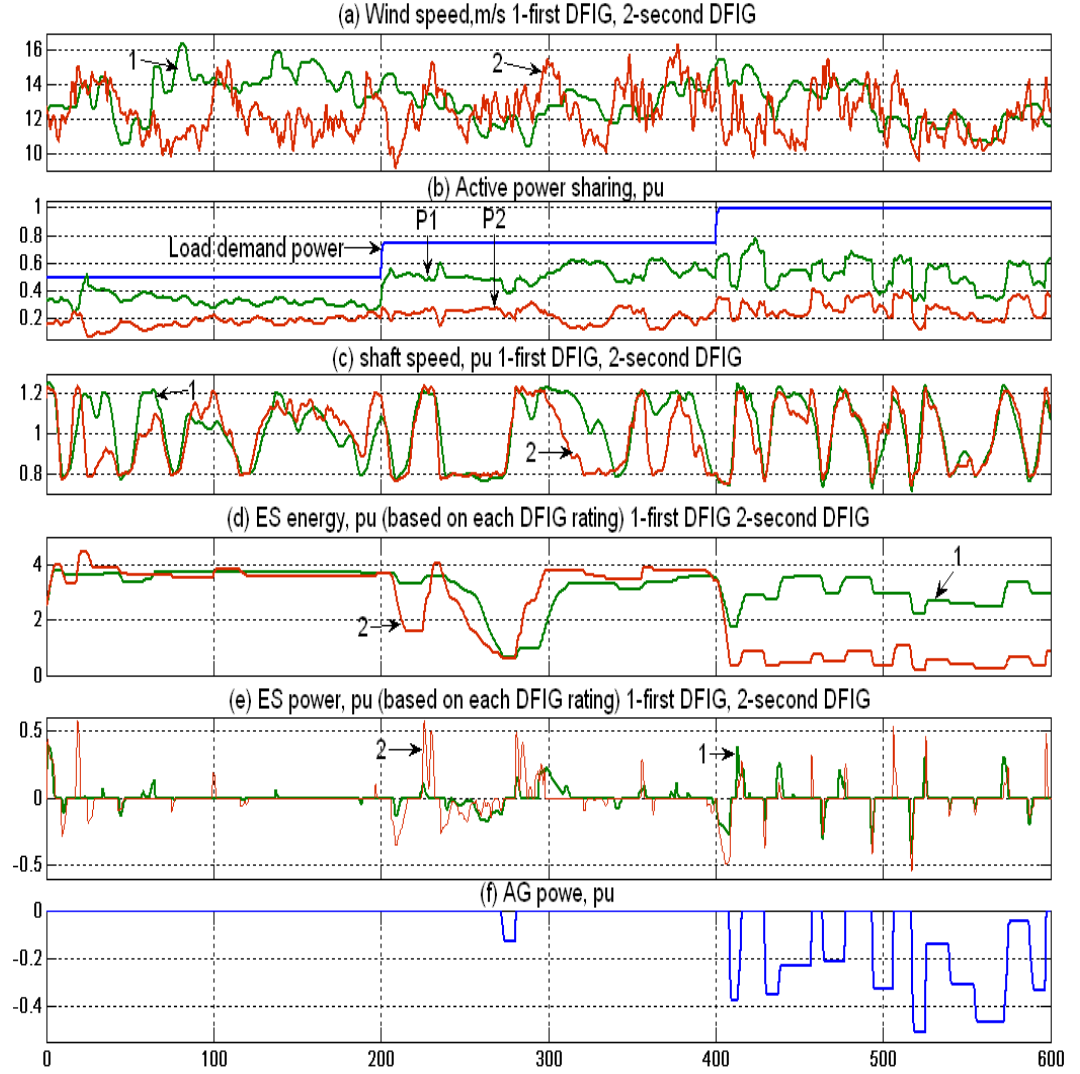 (a) Wind speed,m/s 1-first DFIG, 2-second DFIG
16
14
12
10
1
2
(b) Active power sharing, pu
1
0.8
0.6
0.4
0.2
Load demand power
P1
P2
(c) shaft speed, pu 1-first DFIG, 2-second DFIG
1.2
1
0.8
1
2
(d) ES energy, pu (based on each DFIG rating) 1-first DFIG 2-second DFIG
4
2
0
2
1
(e) ES power, pu (based on each DFIG rating) 1-first DFIG, 2-second DFIG
0.5
0
-0.5
2
1
(f) AG powe, pu
0
-0.2
-0.4
0 100 200 300 400 500 600